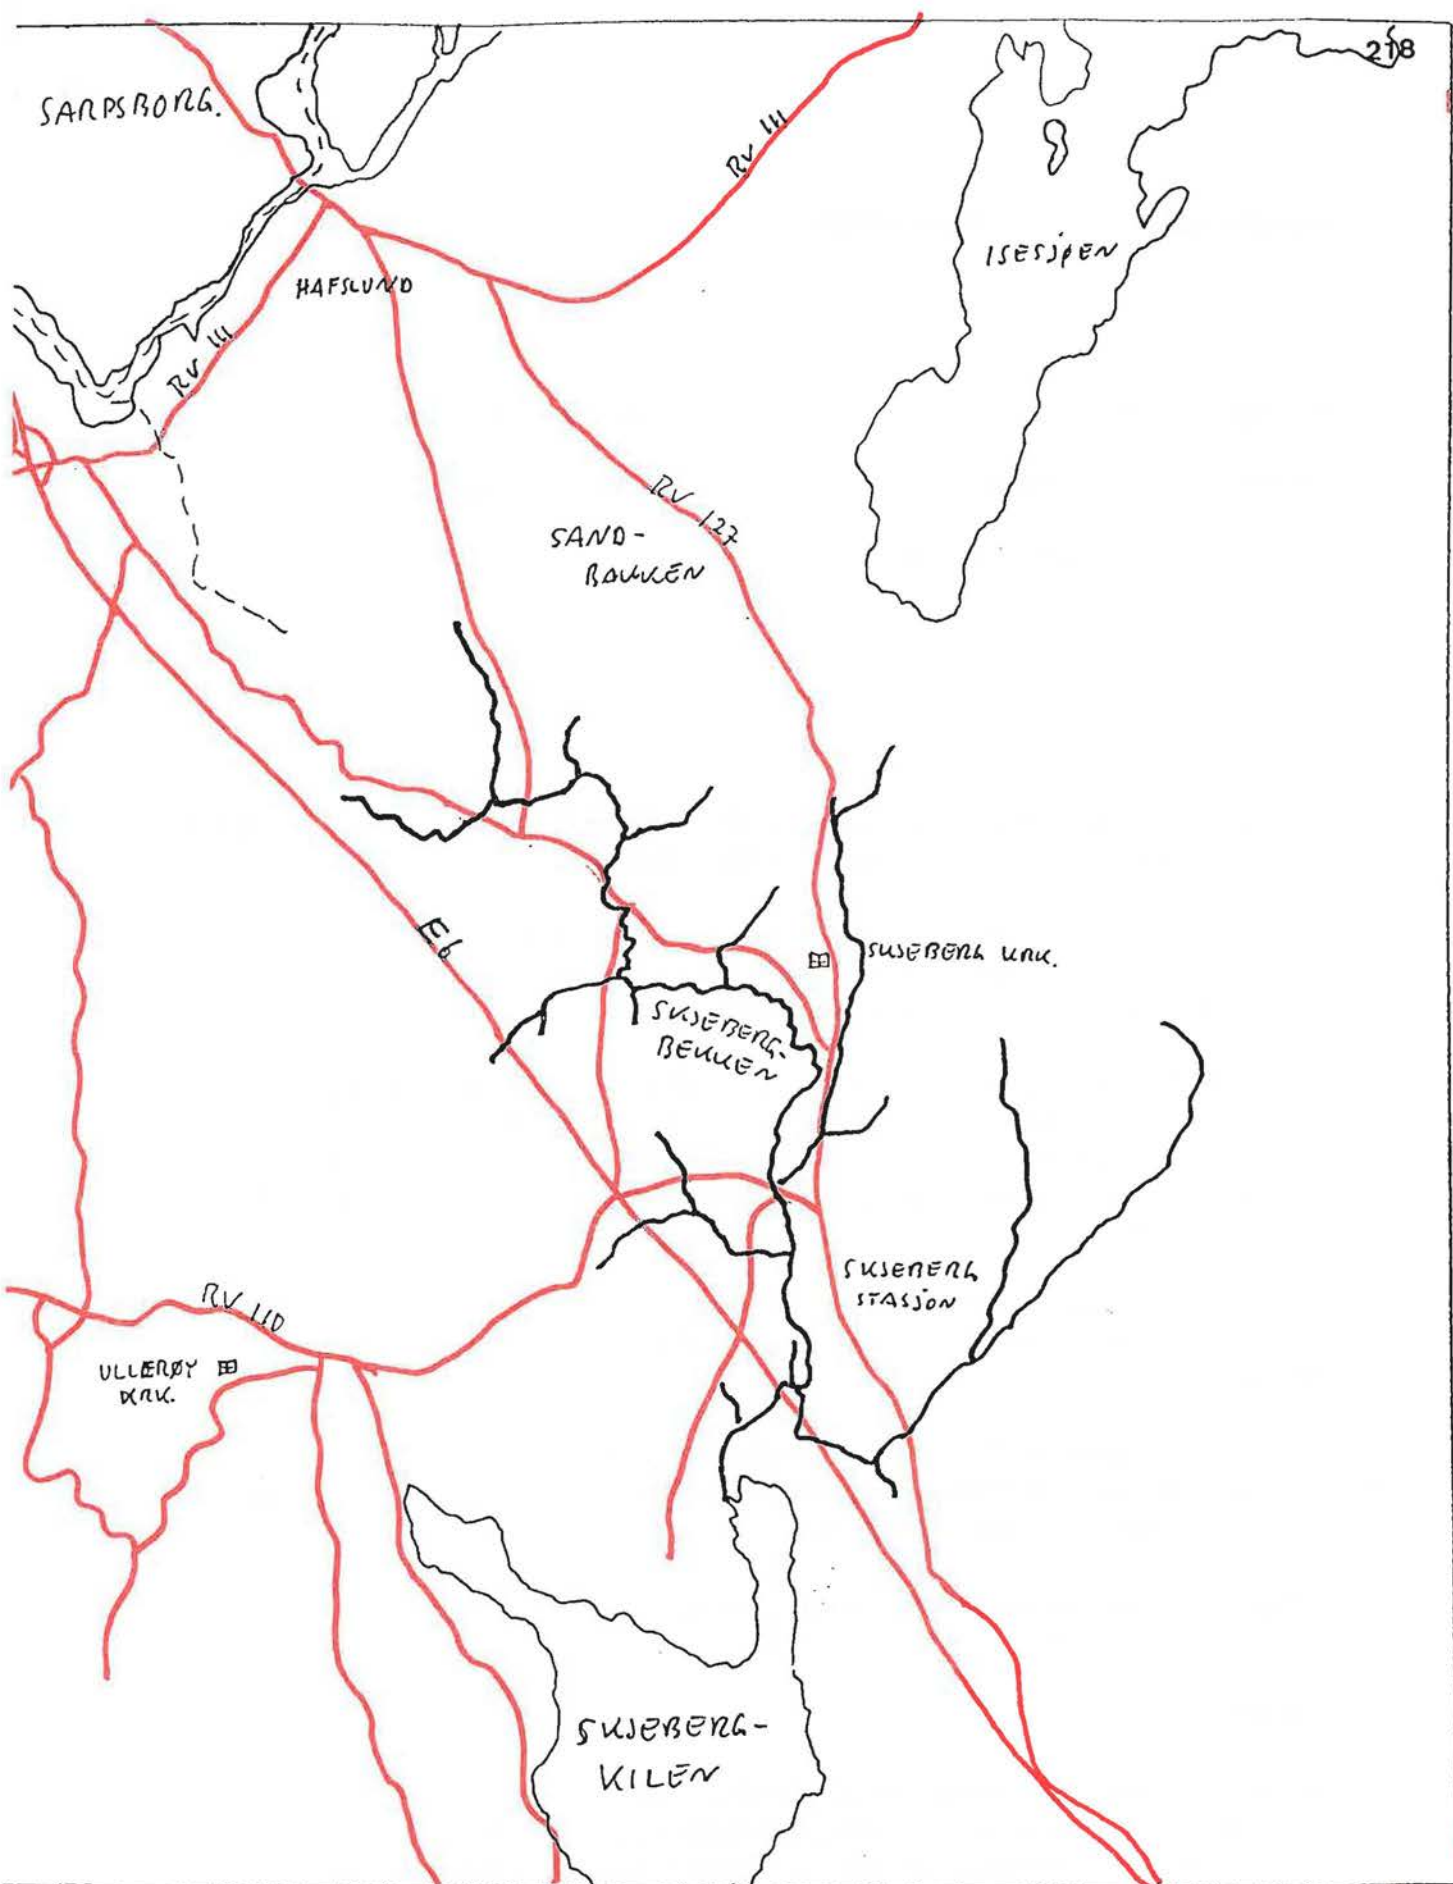 218
SARPSBORG.
RV 111
ISESJØEN
HAFSLUND
RV 111
RV 127
SAND-
BAKKEN
E6
SKJEBERG KRK.
SKJEBERG-
BEKKEN
SKJEBERG
STASJON
RV 110
ULLERØY
KRK.
SKJEBERG-
KILEN